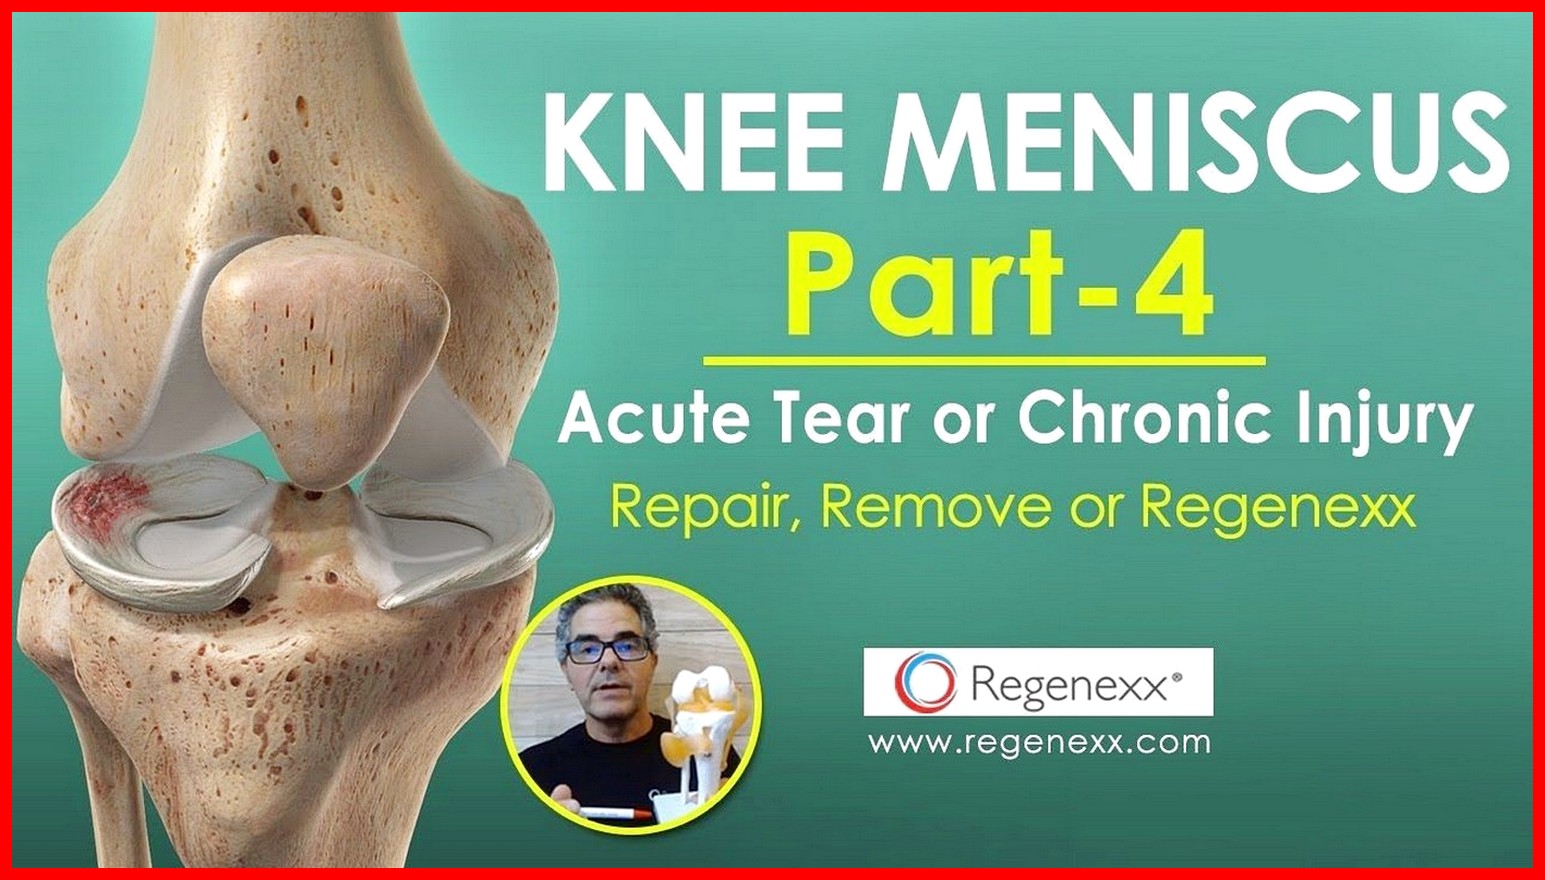 KNEE MENISCUS
Part-4
Acute Tear or Chronic Injury
Repair, Remove or Regenexx
Regenexx®
www.regenexx.com